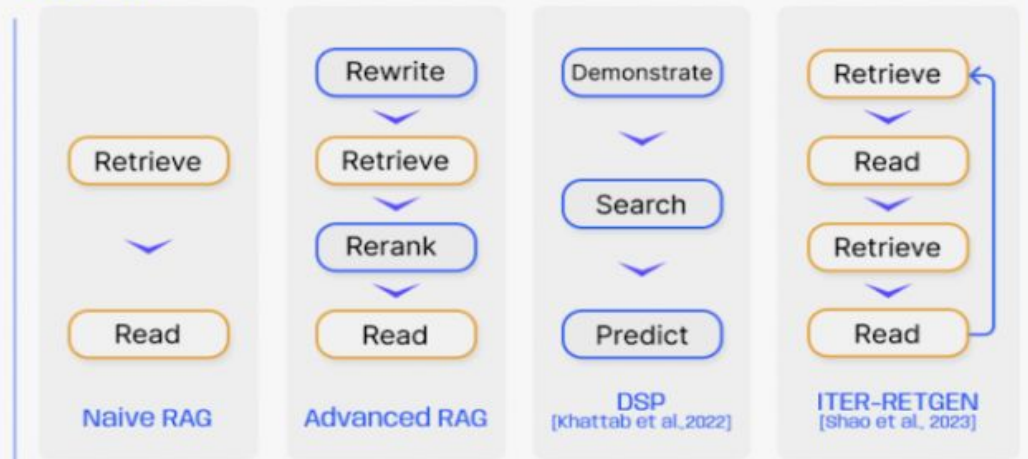 Retrieve
Read
Naive RAG
Rewrite
Retrieve
Rerank
Read
Advanced RAG
Demonstrate
Search
Predict
DSP
[Khattab et al.,2022]
Retrieve
Read
Retrieve
Read
ITER-RETGEN
[Shao et al., 2023]